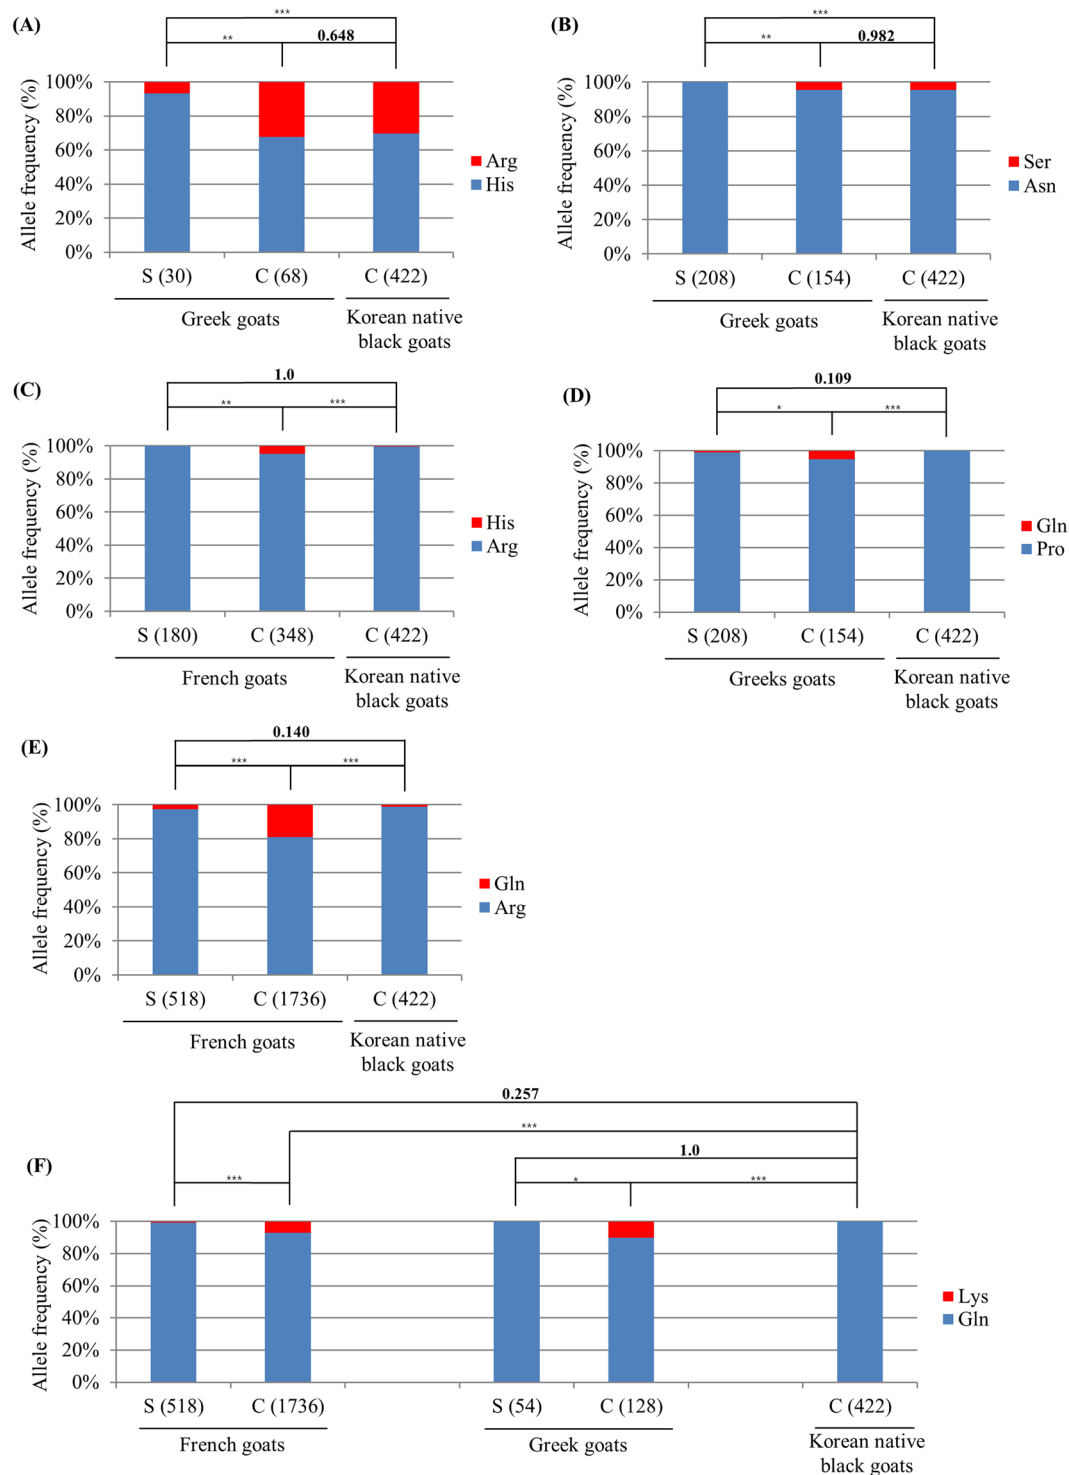 (A)
***
**
0.648
Allele frequency (%)
100%
80%
60%
40%
20%
0%
Arg
His
S (30)
C (68)
C (422)
Greek goats
Korean native
black goats
(B)
***
**
0.982
Allele frequency (%)
100%
80%
60%
40%
20%
0%
Ser
Asn
S (208)
C (154)
C (422)
Greek goats
Korean native
black goats
(C)
1.0
**
***
Allele frequency (%)
100%
80%
60%
40%
20%
0%
His
Arg
S (180)
C (348)
C (422)
French goats
Korean native
black goats
(D)
0.109
*
***
Allele frequency (%)
100%
80%
60%
40%
20%
0%
Gln
Pro
S (208)
C (154)
C (422)
Greeks goats
Korean native
black goats
(E)
0.140
***
***
Allele frequency (%)
100%
80%
60%
40%
20%
0%
Gln
Arg
S (518)
C (1736)
C (422)
French goats
Korean native
black goats
(F)
0.257
***
1.0
***
*
***
Allele frequency (%)
100%
80%
60%
40%
20%
0%
Lys
Gln
S (518)
C (1736)
S (54)
C (128)
C (422)
French goats
Greek goats
Korean native
black goats